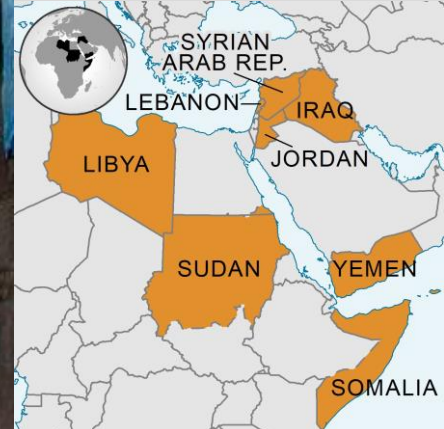 SYRIAN
ARAB REP.
LEBANON
IRAQ
JORDAN
LIBYA
SUDAN
YEMEN
SOMALIA